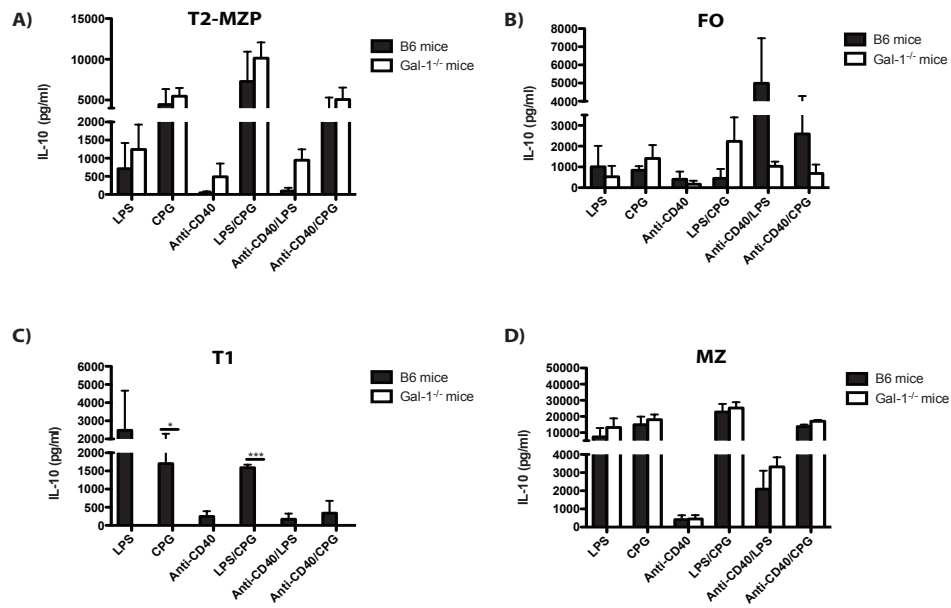 A)
T2-MZP
IL-10 (pg/ml)
15000
10000
5000
2000
1500
1000
500
0
LPS
CPG
Anti-CD40
LPS/CPG
Anti-CD40/LPS
Anti-CD40/CPG
B6 mice
Gal-1-/- mice
B)
FO
IL-10 (pg/ml)
8000
7000
6000
5000
4000
3000
2000
1000
0
LPS
CPG
Anti-CD40
LPS/CPG
Anti-CD40/LPS
Anti-CD40/CPG
B6 mice
Gal-1-/- mice
C)
T1
IL-10 (pg/ml)
6000
5000
4000
3000
2000
2000
1500
1000
500
0
*
***
LPS
CPG
Anti-CD40
LPS/CPG
Anti-CD40/LPS
Anti-CD40/CPG
B6 mice
Gal-1-/- mice
D)
MZ
IL-10 (pg/ml)
50000
40000
30000
20000
10000
4000
3000
2000
1000
0
LPS
CPG
Anti-CD40
LPS/CPG
Anti-CD40/LPS
Anti-CD40/CPG
B6 mice
Gal-1-/- mice